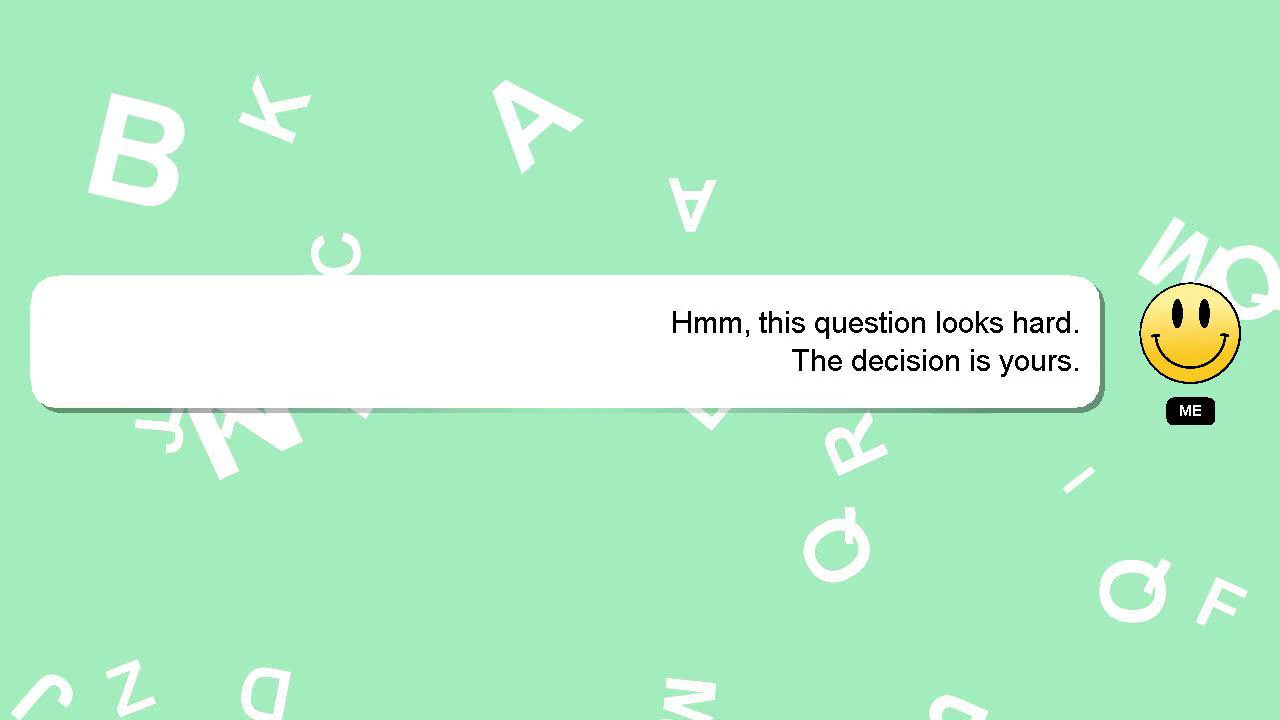 B
K
A
A
C
W
Q
Hmm, this question looks hard.
The decision is yours.
ME
J
N
R
I
Q
Q
F
J
Z
D
M